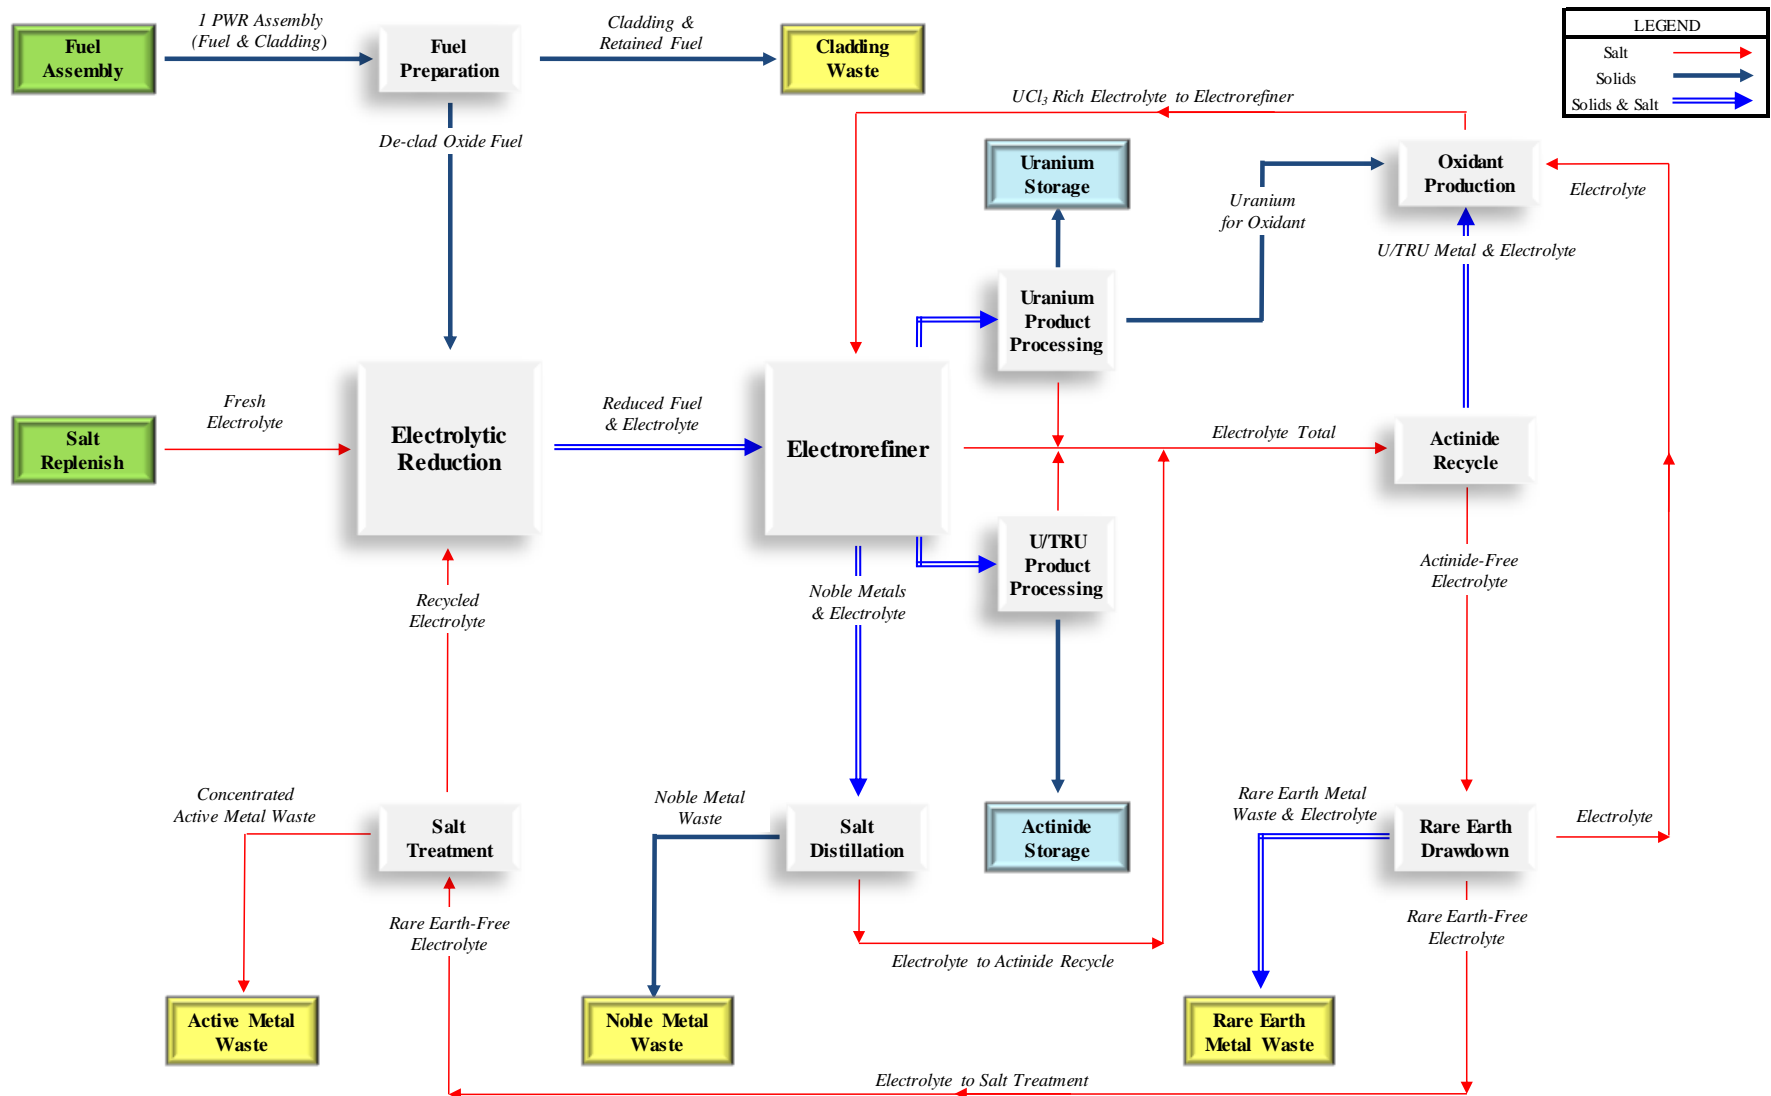 1 PWR Assembly
(Fuel & Cladding)
Cladding &
Retained Fuel
LEGEND
Salt
Solids
Solids & Salt
Fuel
Assembly
Fuel
Preparation
Cladding
Waste
UCl₃ Rich Electrolyte to Electrorefiner
De-clad Oxide Fuel
Uranium
Storage
Oxidant
Production
Electrolyte
Uranium
for Oxidant
U/TRU Metal & Electrolyte
Uranium
Product
Processing
Fresh
Electrolyte
Reduced Fuel
& Electrolyte
Salt
Replenish
Electrolytic
Reduction
Electrorefiner
Electrolyte Total
Actinide
Recycle
U/TRU
Product
Processing
Actinide-Free
Electrolyte
Recycled
Electrolyte
Noble Metals
& Electrolyte
Concentrated
Active Metal Waste
Noble Metal
Waste
Rare Earth Metal
Waste & Electrolyte
Salt
Treatment
Salt
Distillation
Actinide
Storage
Rare Earth
Drawdown
Electrolyte
Rare Earth-Free
Electrolyte
Electrolyte to Actinide Recycle
Rare Earth-Free
Electrolyte
Active Metal
Waste
Noble Metal
Waste
Rare Earth
Metal Waste
Electrolyte to Salt Treatment